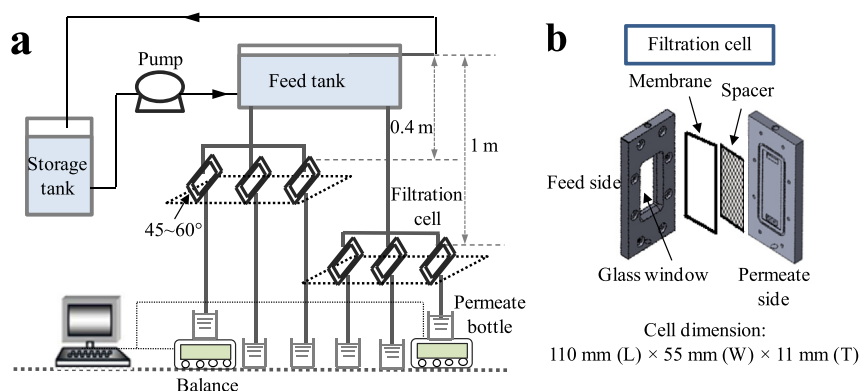 a
Pump
Feed tank
0.4 m
1 m
Storage
tank
45~60°
Filtration
cell
Permeate
bottle
Balance
b
Filtration cell
Membrane
Spacer
Feed side
Glass window
Permeate
side
Cell dimension:
110 mm (L) × 55 mm (W) × 11 mm (T)